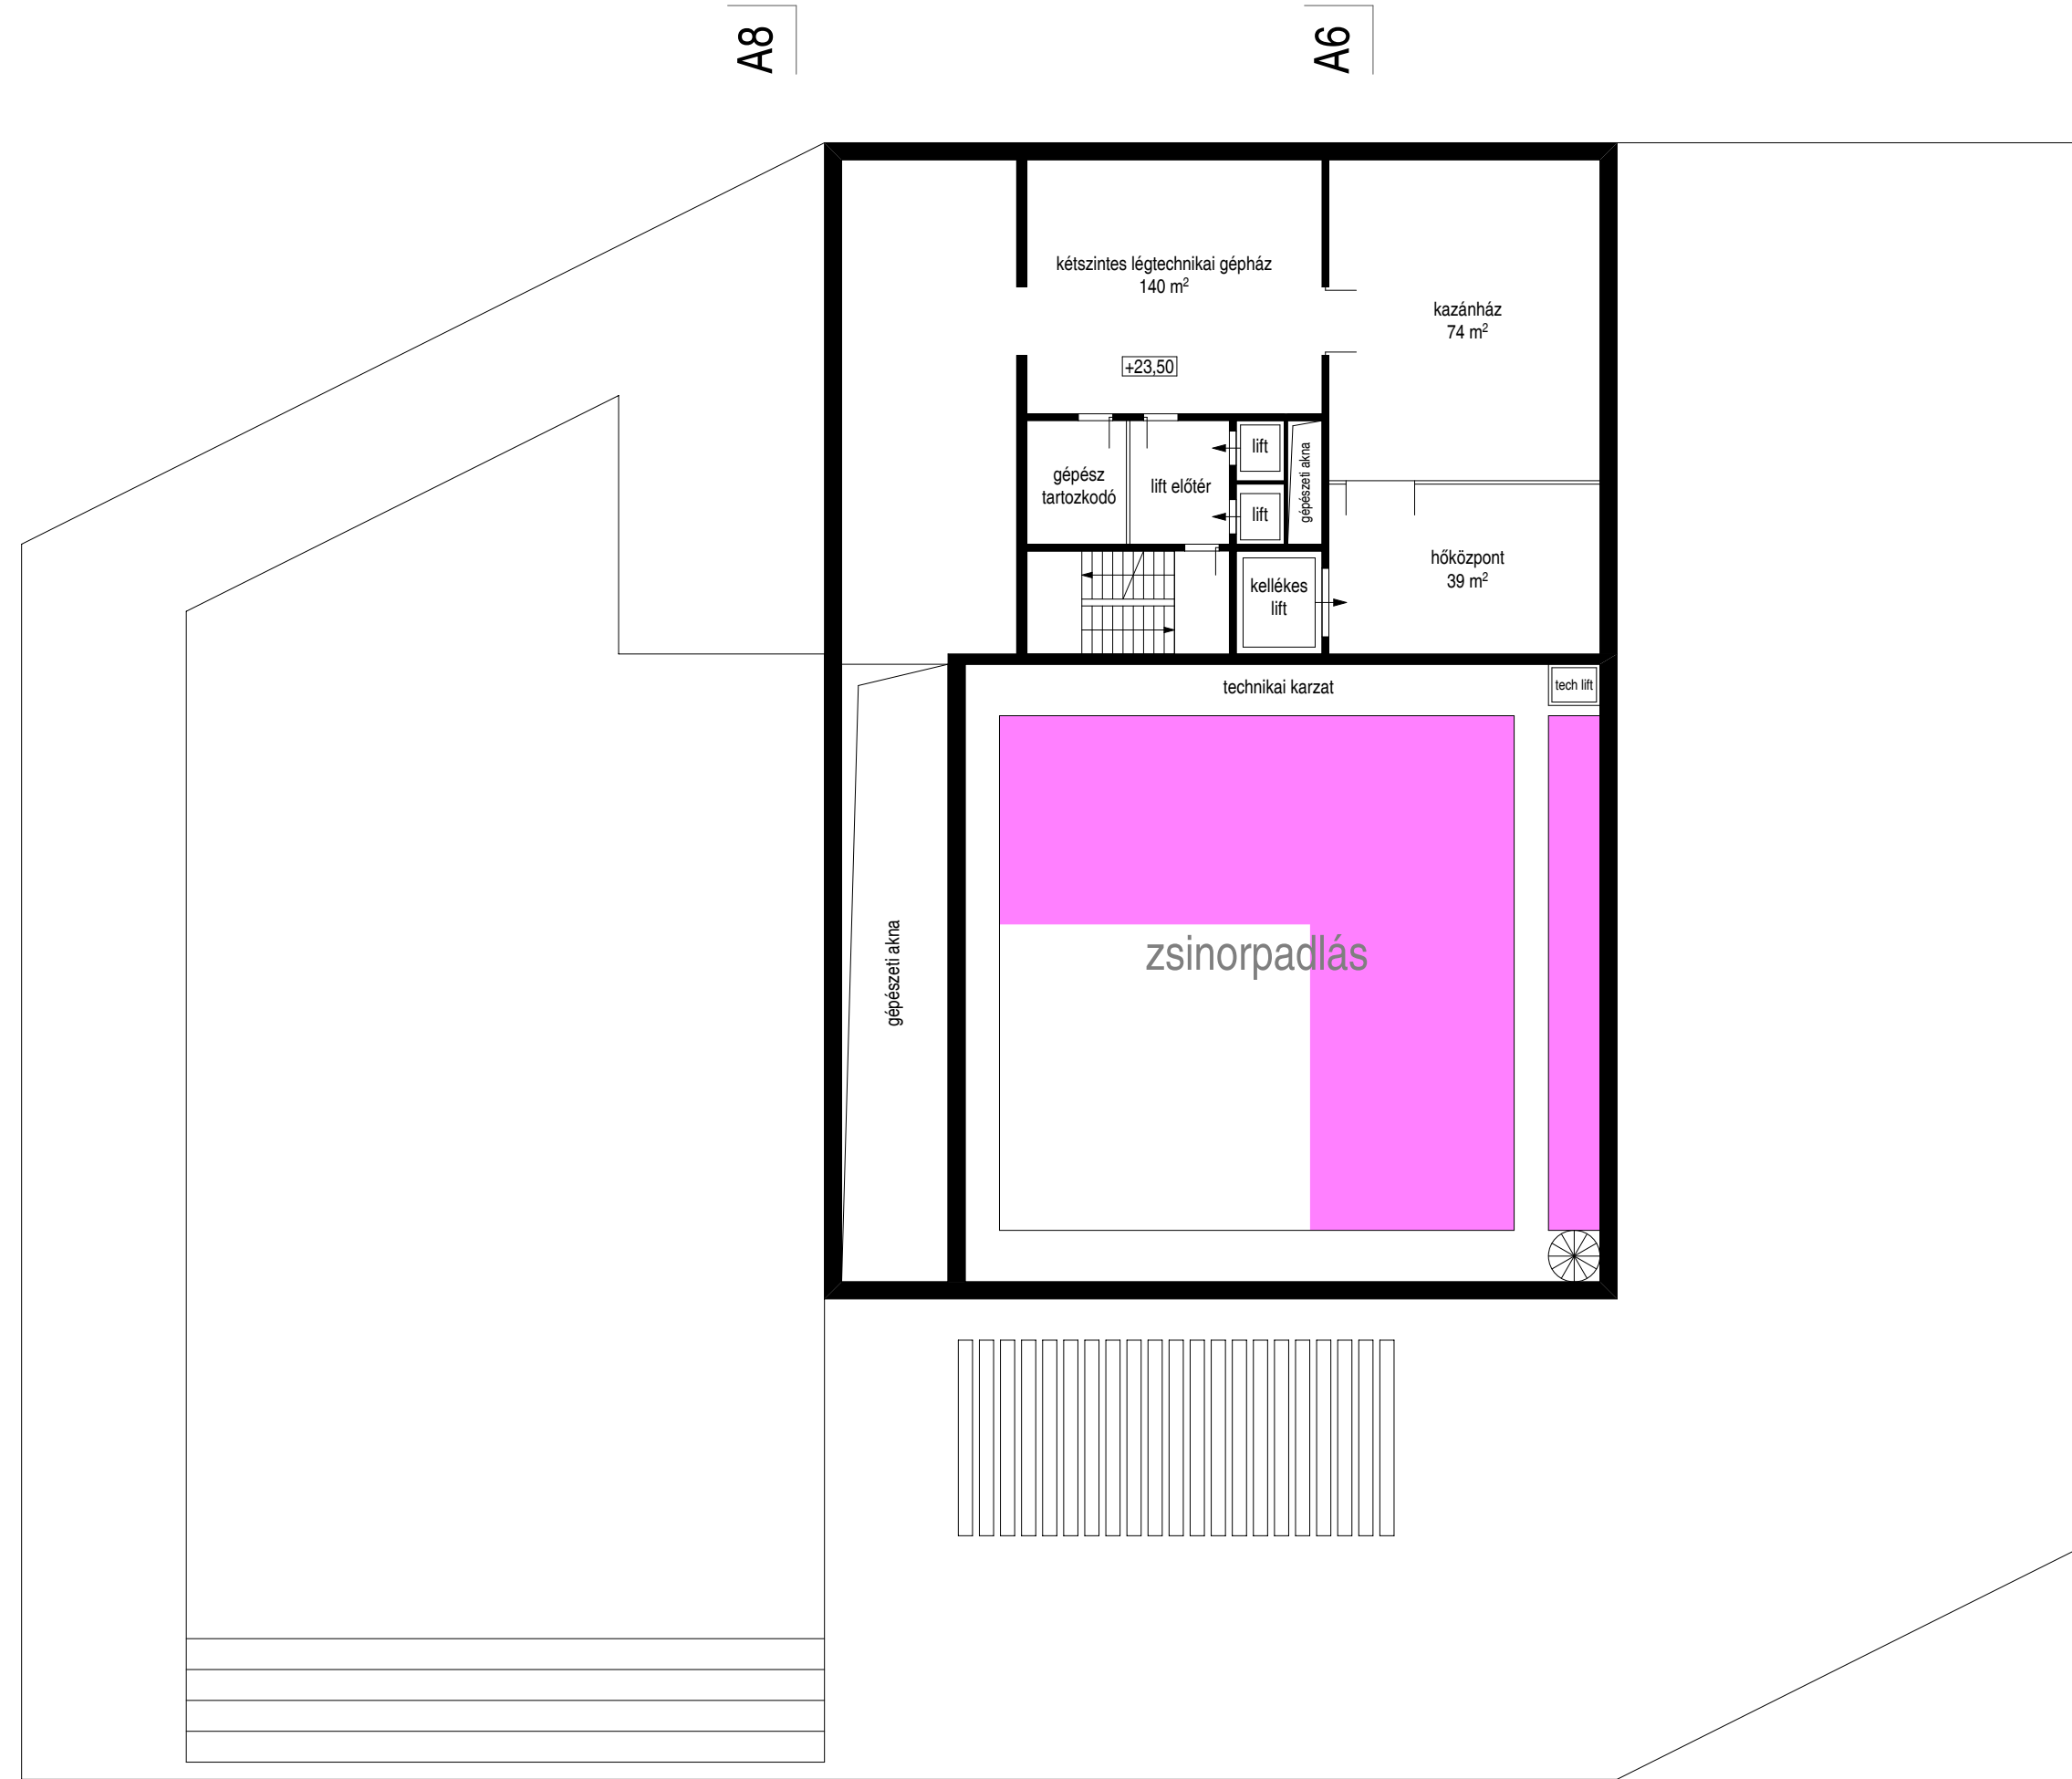 A8
A6
kétszintes légtechnikai gépház
140 m²
kazánház
74 m²
+23,50
gépész
tartozkodó
lift előtér
lift
lift
gépészeti akna
hőközpont
39 m²
kellékes
lift
technikai karzat
tech lift
zsinorpadlás
gépészeti akna